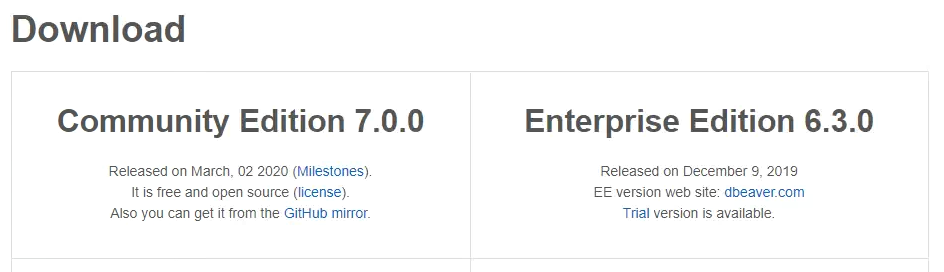 Download
Community Edition 7.0.0
Released on March, 02 2020 (Milestones).
It is free and open source (license).
Also you can get it from the GitHub mirror.
Enterprise Edition 6.3.0
Released on December 9, 2019
EE version web site: dbeaver.com
Trial version is available.